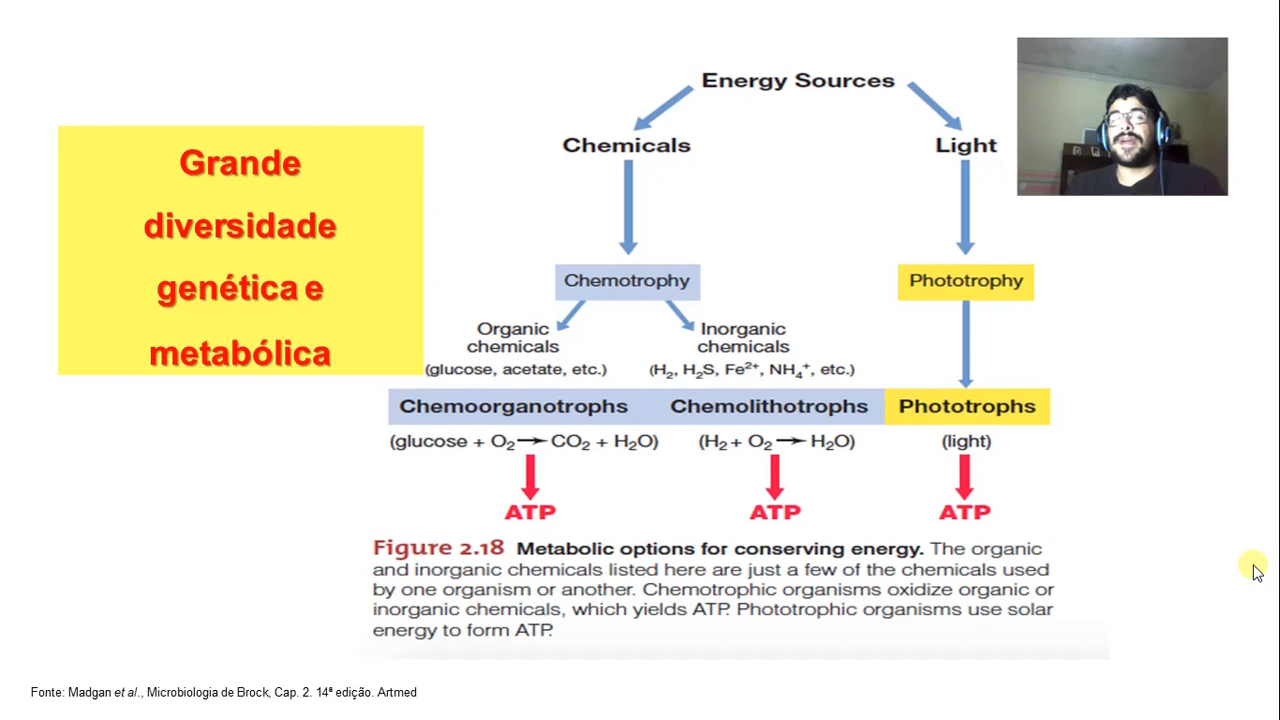 Grande
diversidade
genética e
metabólica
Energy Sources
Chemicals
Light
Chemotrophy
Phototrophy
Organic
chemicals
(glucose, acetate, etc.)
Inorganic
chemicals
(H₂, H₂S, Fe²⁺, NH₄⁺, etc.)
Chemoorganotrophs
Chemolithotrophs
Phototrophs
(glucose + O₂ → CO₂ + H₂O)
(H₂ + O₂ → H₂O)
(light)
ATP
ATP
ATP
Figure 2.18 Metabolic options for conserving energy. The organic
and inorganic chemicals listed here are just a few of the chemicals used
by one organism or another. Chemotrophic organisms oxidize organic or
inorganic chemicals, which yields ATP. Phototrophic organisms use solar
energy to form ATP.
Fonte: Madgan et al., Microbiologia de Brock, Cap. 2. 14ª edição. Artmed